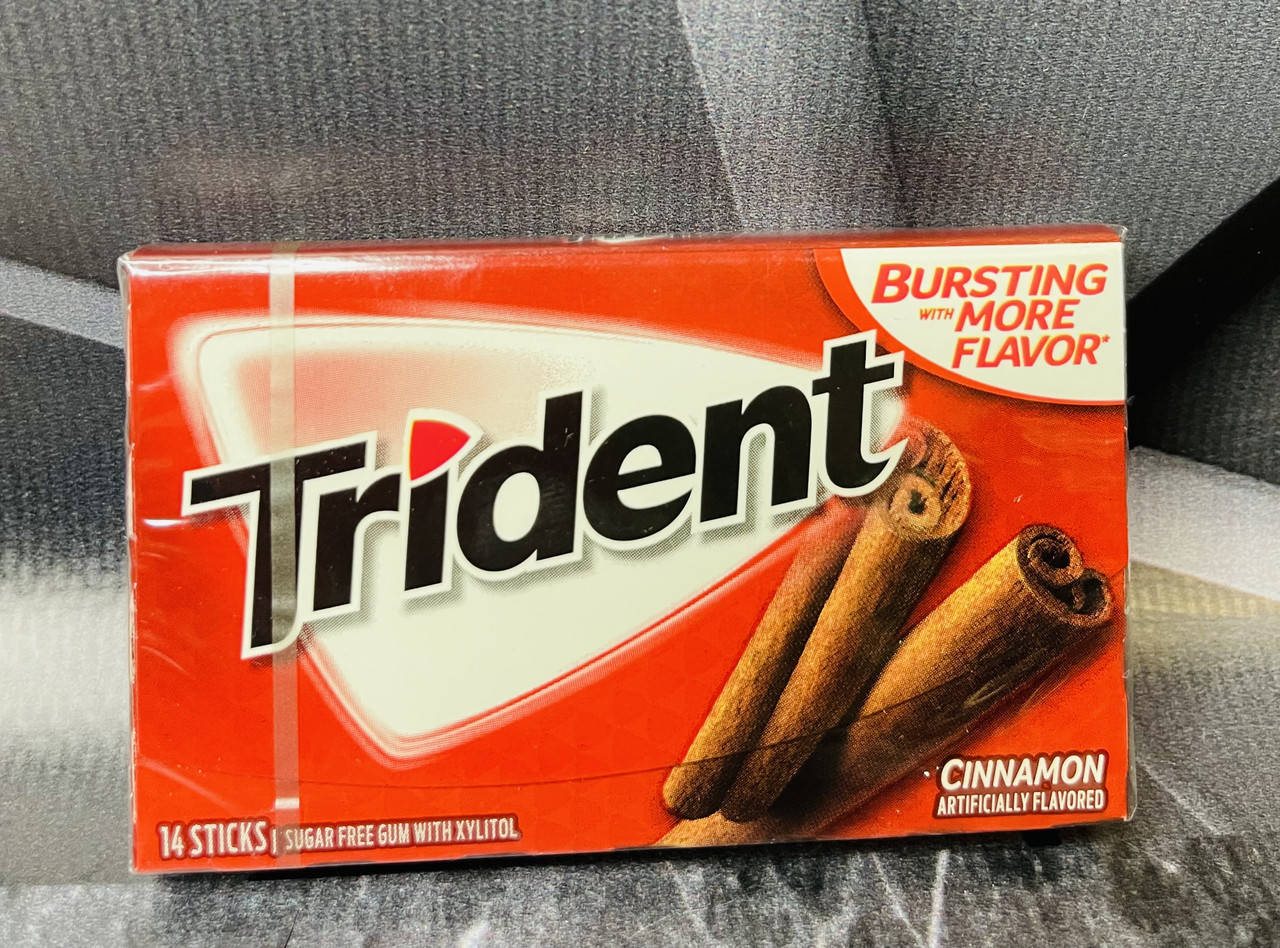 BURSTING
WITH MORE
FLAVOR*
Trident
CINNAMON
ARTIFICIALLY FLAVORED
14 STICKS | SUGAR FREE GUM WITH XYLITOL